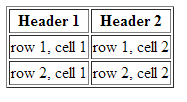 Header 1 Header 2
row 1, cell 1 row 1, cell 2
row 2, cell 1 row 2, cell 2